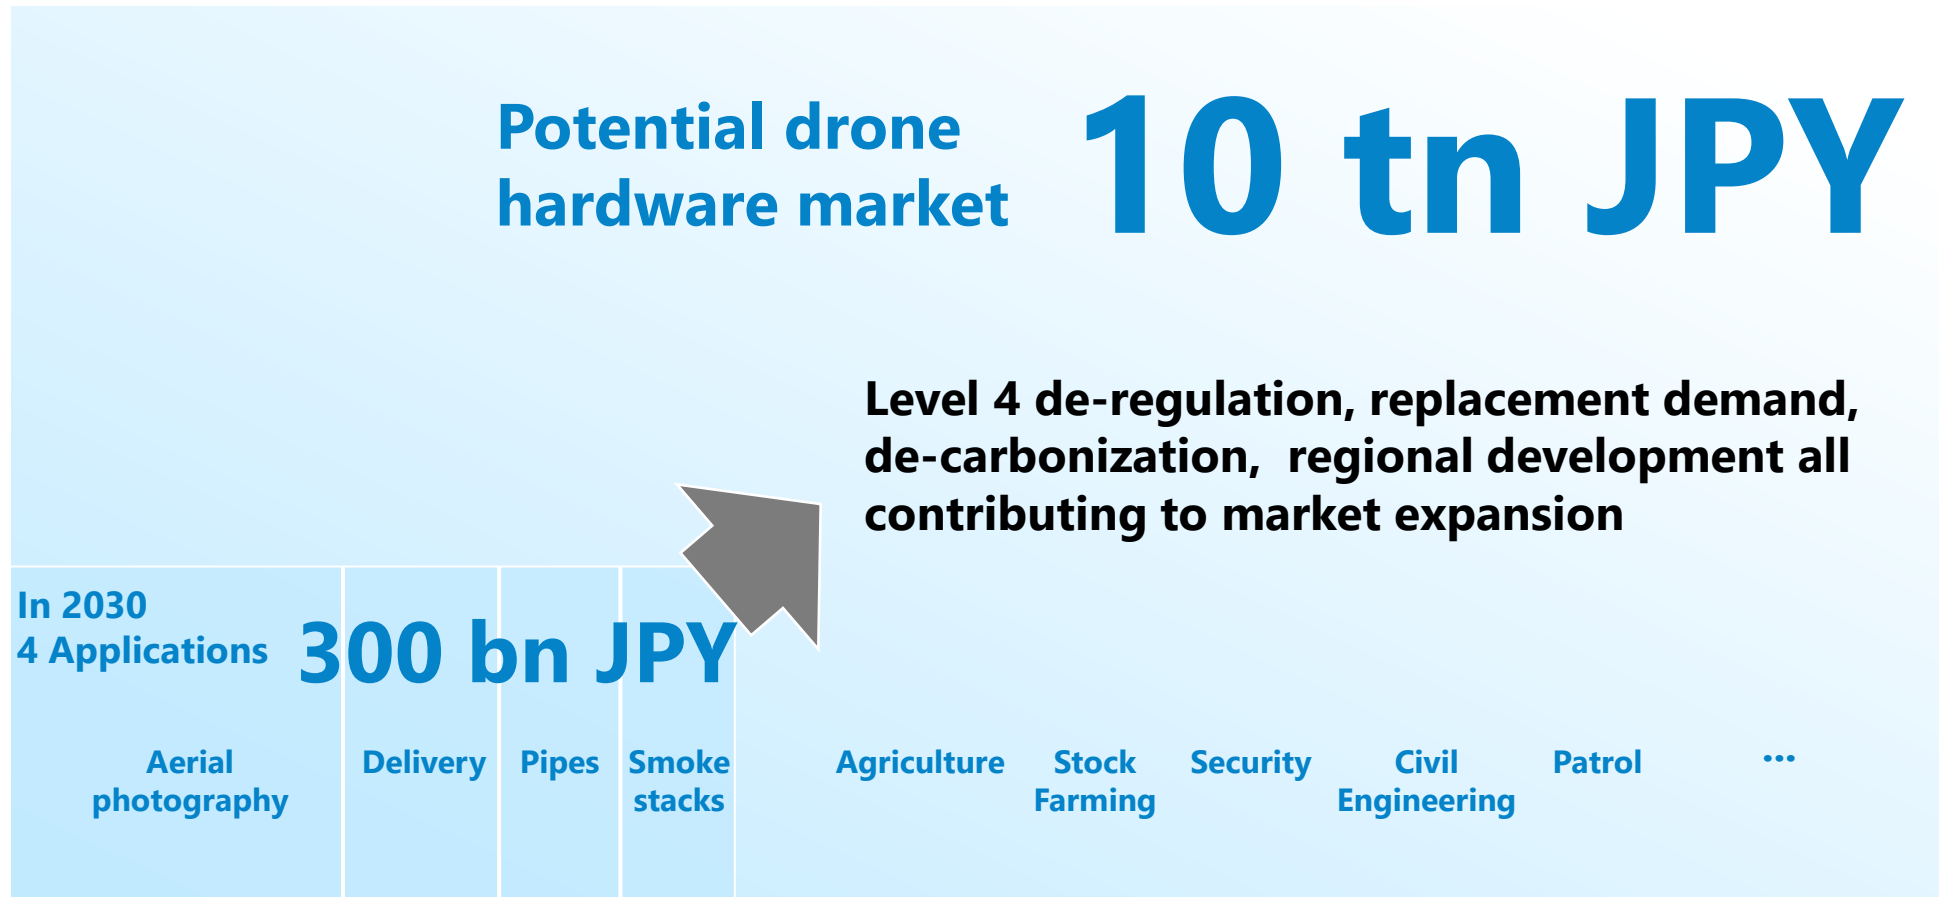 Potential drone
hardware market
10 tn JPY
Level 4 de-regulation, replacement demand,
de-carbonization,  regional development all
contributing to market expansion
In 2030
4 Applications
300 bn JPY
Aerial
photography
Delivery
Pipes
Smoke
stacks
Agriculture
Stock
Farming
Security
Civil
Engineering
Patrol
...